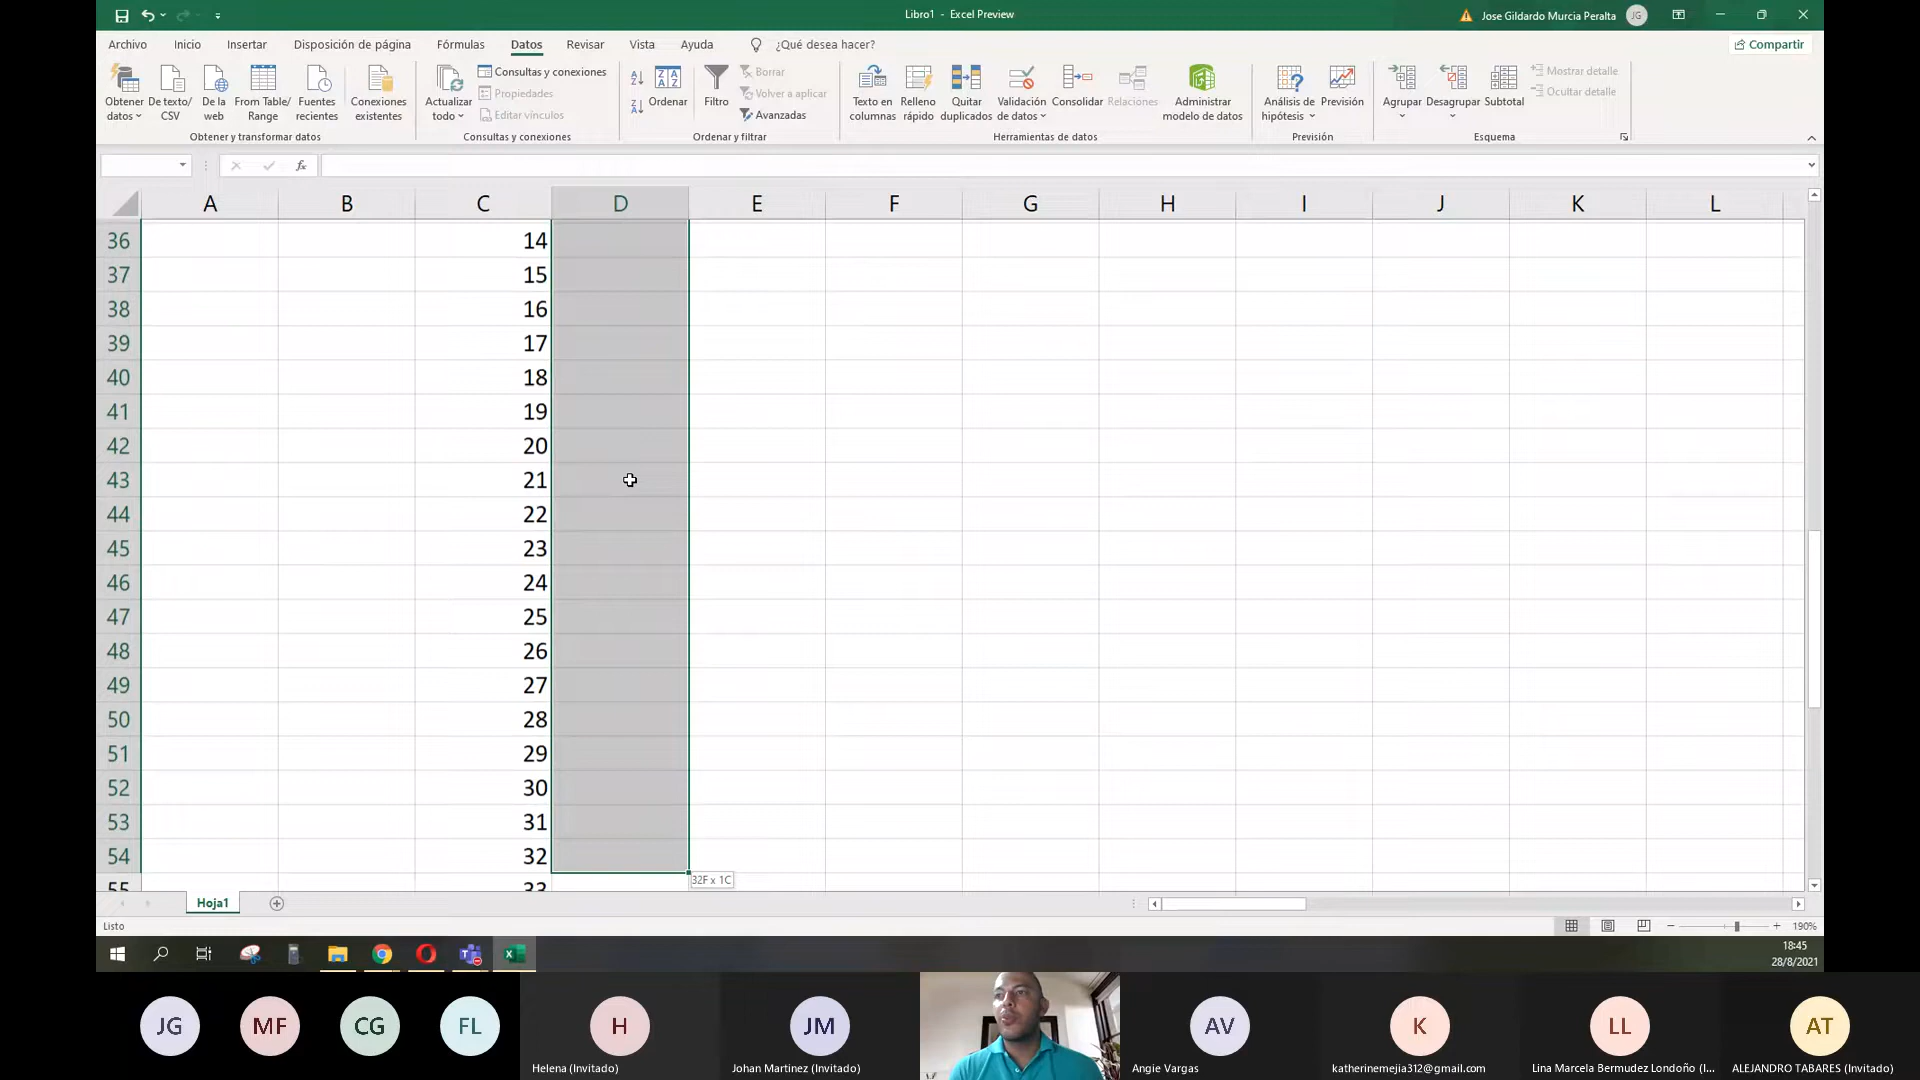 Libro1 - Excel Preview
Jose Gildardo Murcia Peralta
JG
Archivo Inicio Insertar Disposición de página Fórmulas Datos Revisar Vista Ayuda ¿Qué desea hacer?
Compartir
Obtener datos
De texto/ CSV
De la web
From Table/ Range
Fuentes recientes
Conexiones existentes
Obtener y transformar datos
Actualizar todo
Consultas y conexiones
Propiedades
Editar vínculos
Consultas y conexiones
Ordenar
Filtro
Borrar
Volver a aplicar
Avanzadas
Ordenar y filtrar
Texto en columnas
Relleno rápido
Quitar duplicados
Validación de datos
Consolidar
Relaciones
Administrar modelo de datos
Herramientas de datos
Análisis de hipótesis
Previsión
Previsión
Agrupar
Desagrupar
Subtotal
Mostrar detalle
Ocultar detalle
Esquema
fx
A B C D E F G H I J K L
36 14
37 15
38 16
39 17
40 18
41 19
42 20
43 21
44 22
45 23
46 24
47 25
48 26
49 27
50 28
51 29
52 30
53 31
54 32
55 33
32F x 1C
Hoja1
Listo
190%
18:45
28/8/2021
JG MF CG FL H JM AV K LL AT
Helena (Invitado)
Johan Martinez (Invitado)
Angie Vargas
katherinemejia312@gmail.com
Lina Marcela Bermudez Londoño (I...
ALEJANDRO TABARES (Invitado)